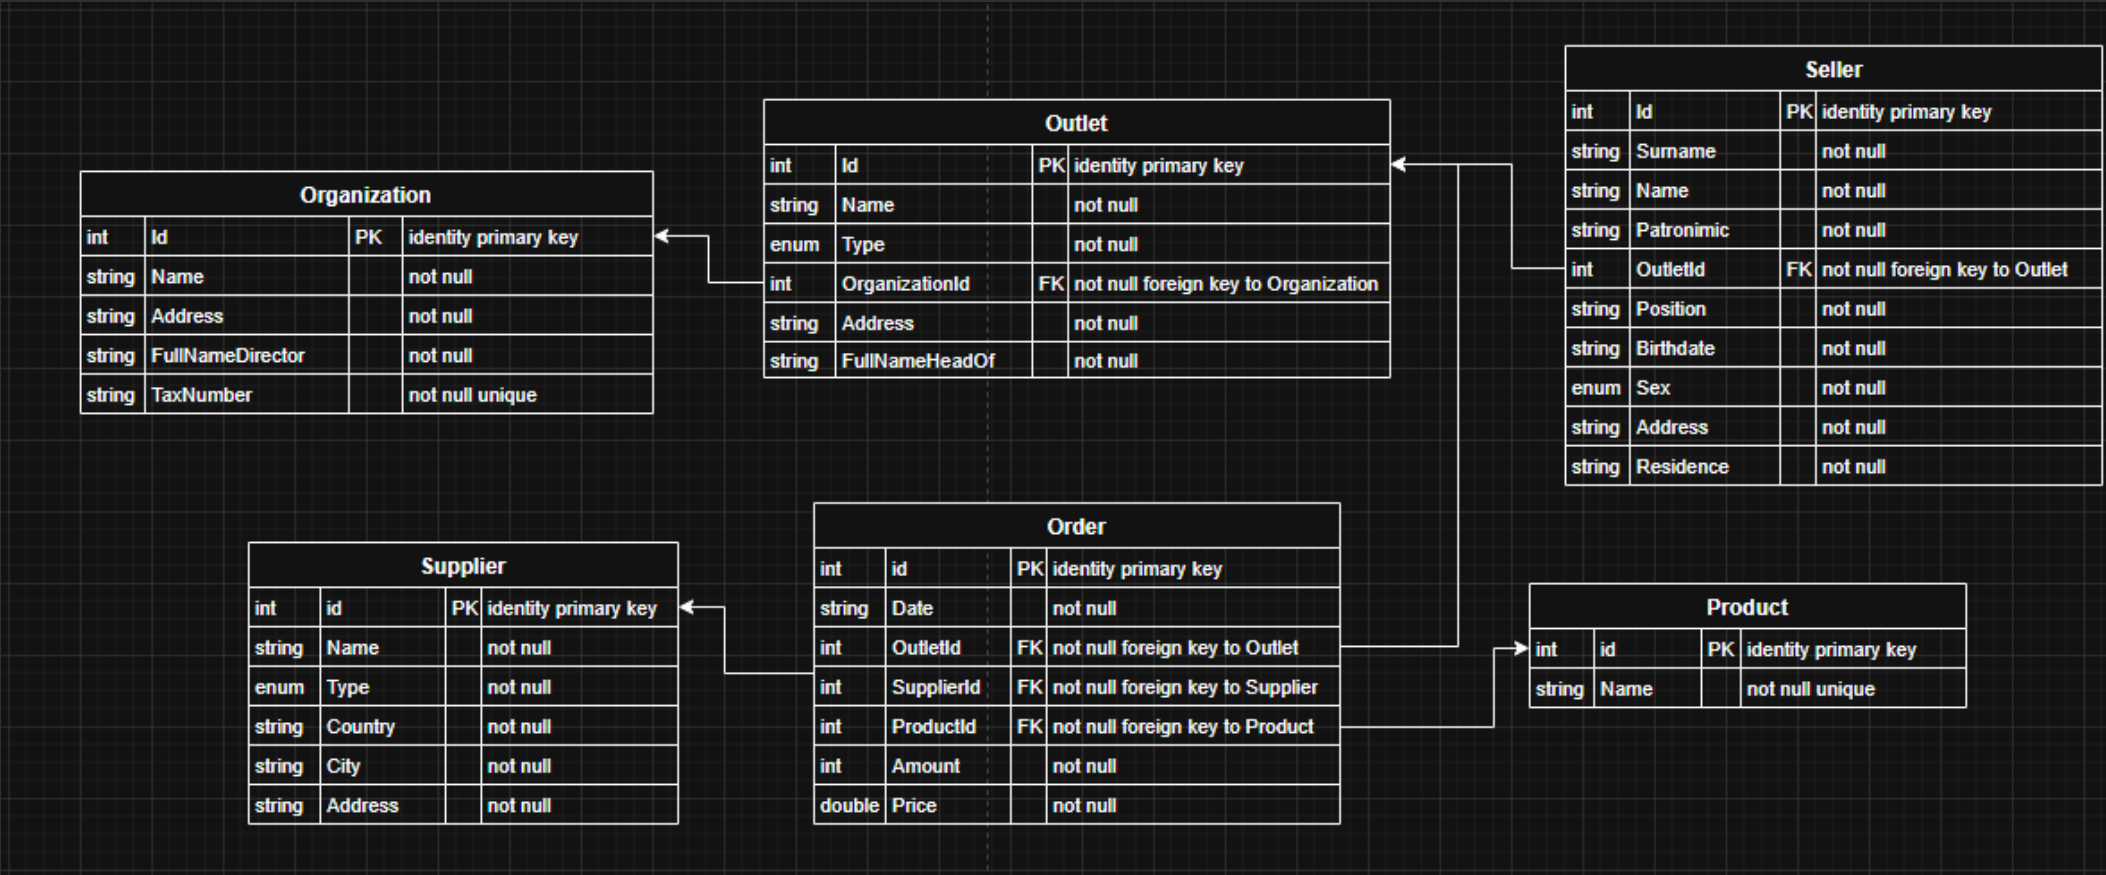 Organization
int Id PK identity primary key
string Name not null
string Address not null
string FullNameDirector not null
string TaxNumber not null unique
Outlet
int Id PK identity primary key
string Name not null
enum Type not null
int OrganizationId FK not null foreign key to Organization
string Address not null
string FullNameHeadOf not null
Seller
int Id PK identity primary key
string Surname not null
string Name not null
string Patronimic not null
int OutletId FK not null foreign key to Outlet
string Position not null
string Birthdate not null
enum Sex not null
string Address not null
string Residence not null
Supplier
int id PK identity primary key
string Name not null
enum Type not null
string Country not null
string City not null
string Address not null
Order
int id PK identity primary key
string Date not null
int OutletId FK not null foreign key to Outlet
int SupplierId FK not null foreign key to Supplier
int ProductId FK not null foreign key to Product
int Amount not null
double Price not null
Product
int id PK identity primary key
string Name not null unique